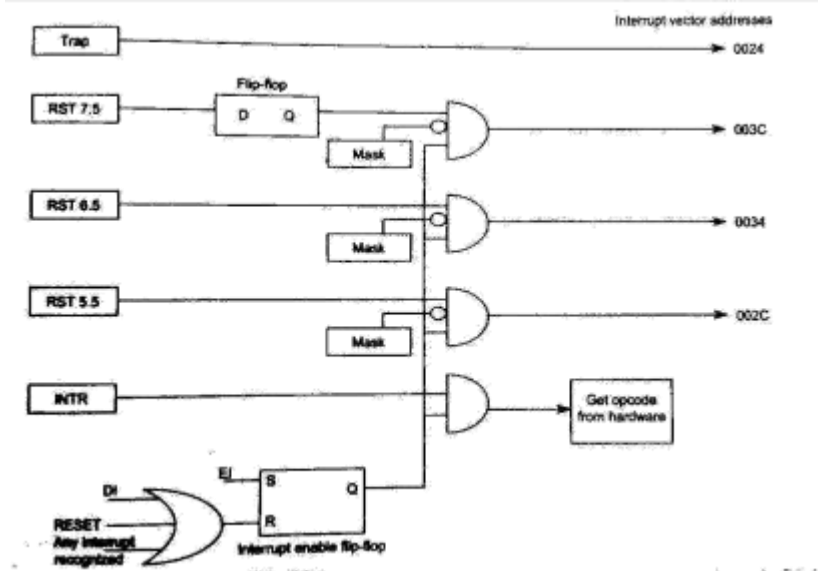 Interrupt vector addresses
Trap
0024
Flip-flop
RST 7.5
D Q
003C
Mask
RST 6.5
0034
Mask
RST 5.5
002C
Mask
INTR
Get opcode
from hardware
EI
S
Q
DI
R
RESET
Any interrupt
recognized
Interrupt enable flip-flop